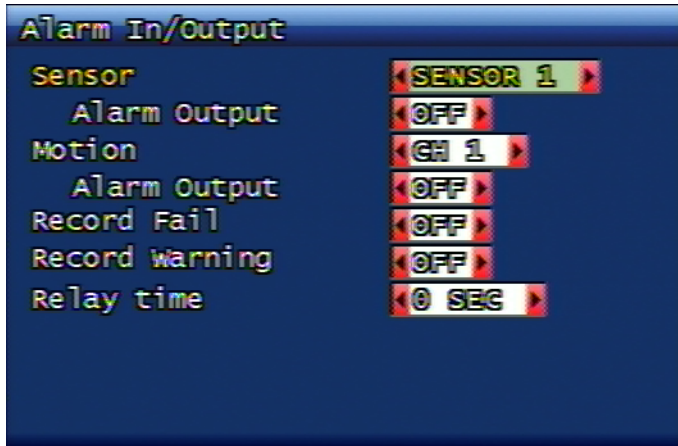 Alarm In/Output
Sensor SENSOR 1
Alarm Output OFF
Motion CH 1
Alarm Output OFF
Record Fail OFF
Record Warning OFF
Relay time 0 SEC